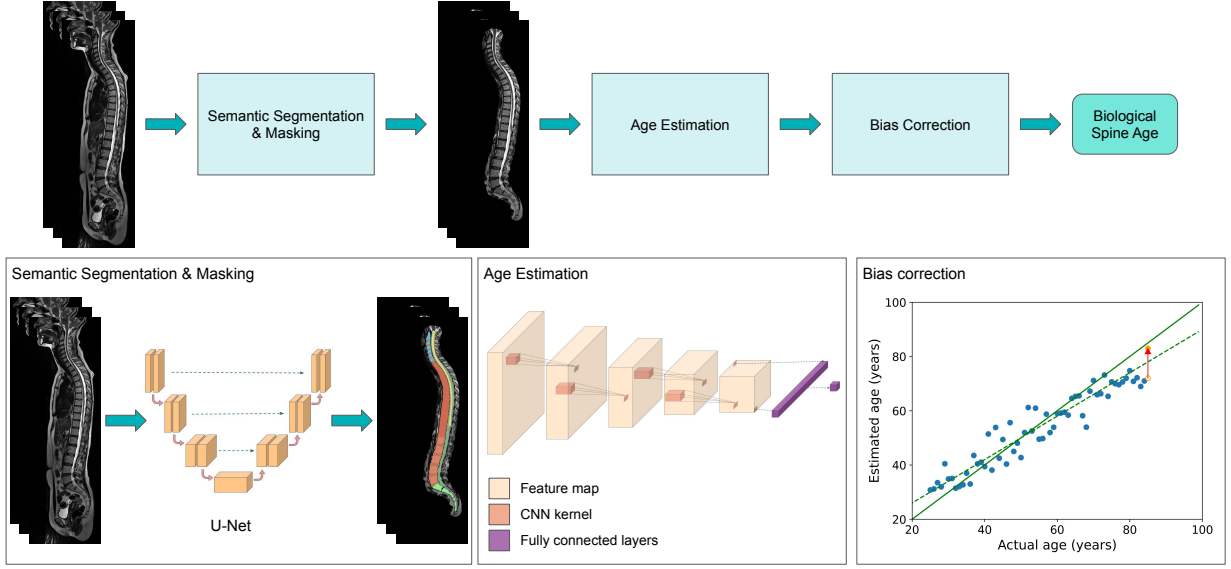 Semantic Segmentation
& Masking
Age Estimation
Bias Correction
Biological
Spine Age
Semantic Segmentation & Masking
U-Net
Age Estimation
Feature map
CNN kernel
Fully connected layers
Bias correction
Estimated age (years)
100
80
60
40
20
20
40
60
80
100
Actual age (years)